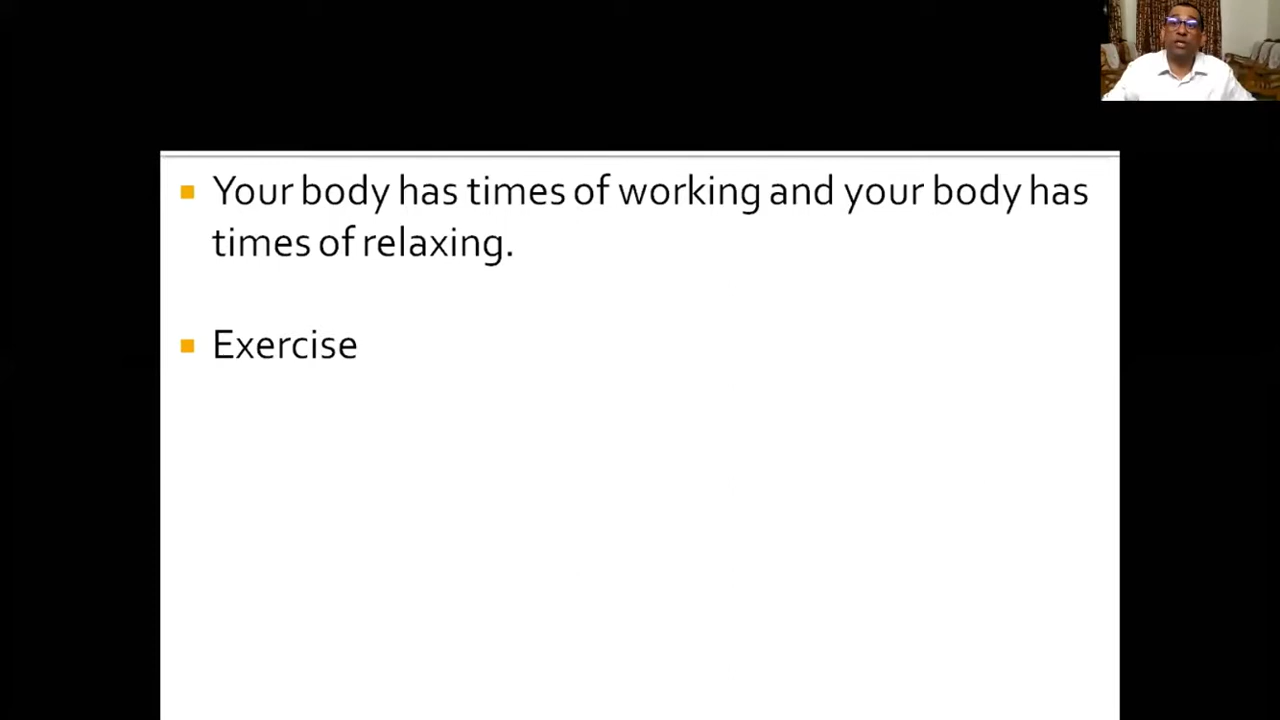 Your body has times of working and your body has
times of relaxing.
Exercise